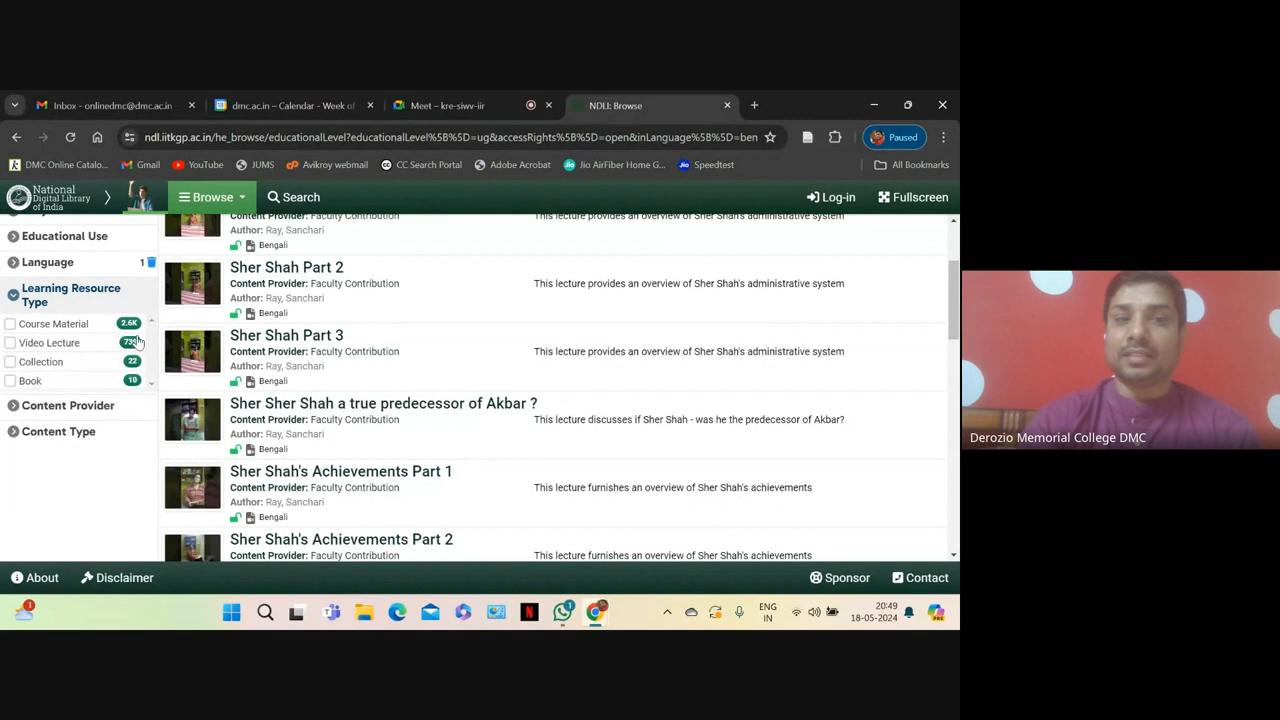 Inbox - onlinedmc@dmc.ac.in
dmc.ac.in – Calendar - Week of
Meet – kre-siwv-iir
NDLI: Browse
ndl.iitkgp.ac.in/he_browse/educationalLevel?educationalLevel%5B%5D=ug&accessRights%5B%5D=open&inLanguage%5B%5D=ben
Paused
DMC Online Catalo...
Gmail
YouTube
JUMS
Avikroy webmail
CC Search Portal
Adobe Acrobat
Jio AirFiber Home G...
Speedtest
All Bookmarks
National
Digital Library
of India
Browse
Search
Log-in
Fullscreen
Educational Use
Language 1
Learning Resource
Type
Course Material 2.6K
Video Lecture
Collection 22
Book 10
Content Provider
Content Type
Content Provider: Faculty Contribution
This lecture provides an overview of Sher Shah's administrative system
Author: Ray, Sanchari
Bengali
Sher Shah Part 2
Content Provider: Faculty Contribution
This lecture provides an overview of Sher Shah's administrative system
Author: Ray, Sanchari
Bengali
Sher Shah Part 3
Content Provider: Faculty Contribution
This lecture provides an overview of Sher Shah's administrative system
Author: Ray, Sanchari
Bengali
Sher Sher Shah a true predecessor of Akbar ?
Content Provider: Faculty Contribution
This lecture discusses if Sher Shah - was he the predecessor of Akbar?
Author: Ray, Sanchari
Bengali
Sher Shah's Achievements Part 1
Content Provider: Faculty Contribution
This lecture furnishes an overview of Sher Shah's achievements
Author: Ray, Sanchari
Bengali
Sher Shah's Achievements Part 2
Content Provider: Faculty Contribution
This lecture furnishes an overview of Sher Shah's achievements
About
Disclaimer
Sponsor
Contact
ENG
IN
20:49
18-05-2024
Derozio Memorial College DMC